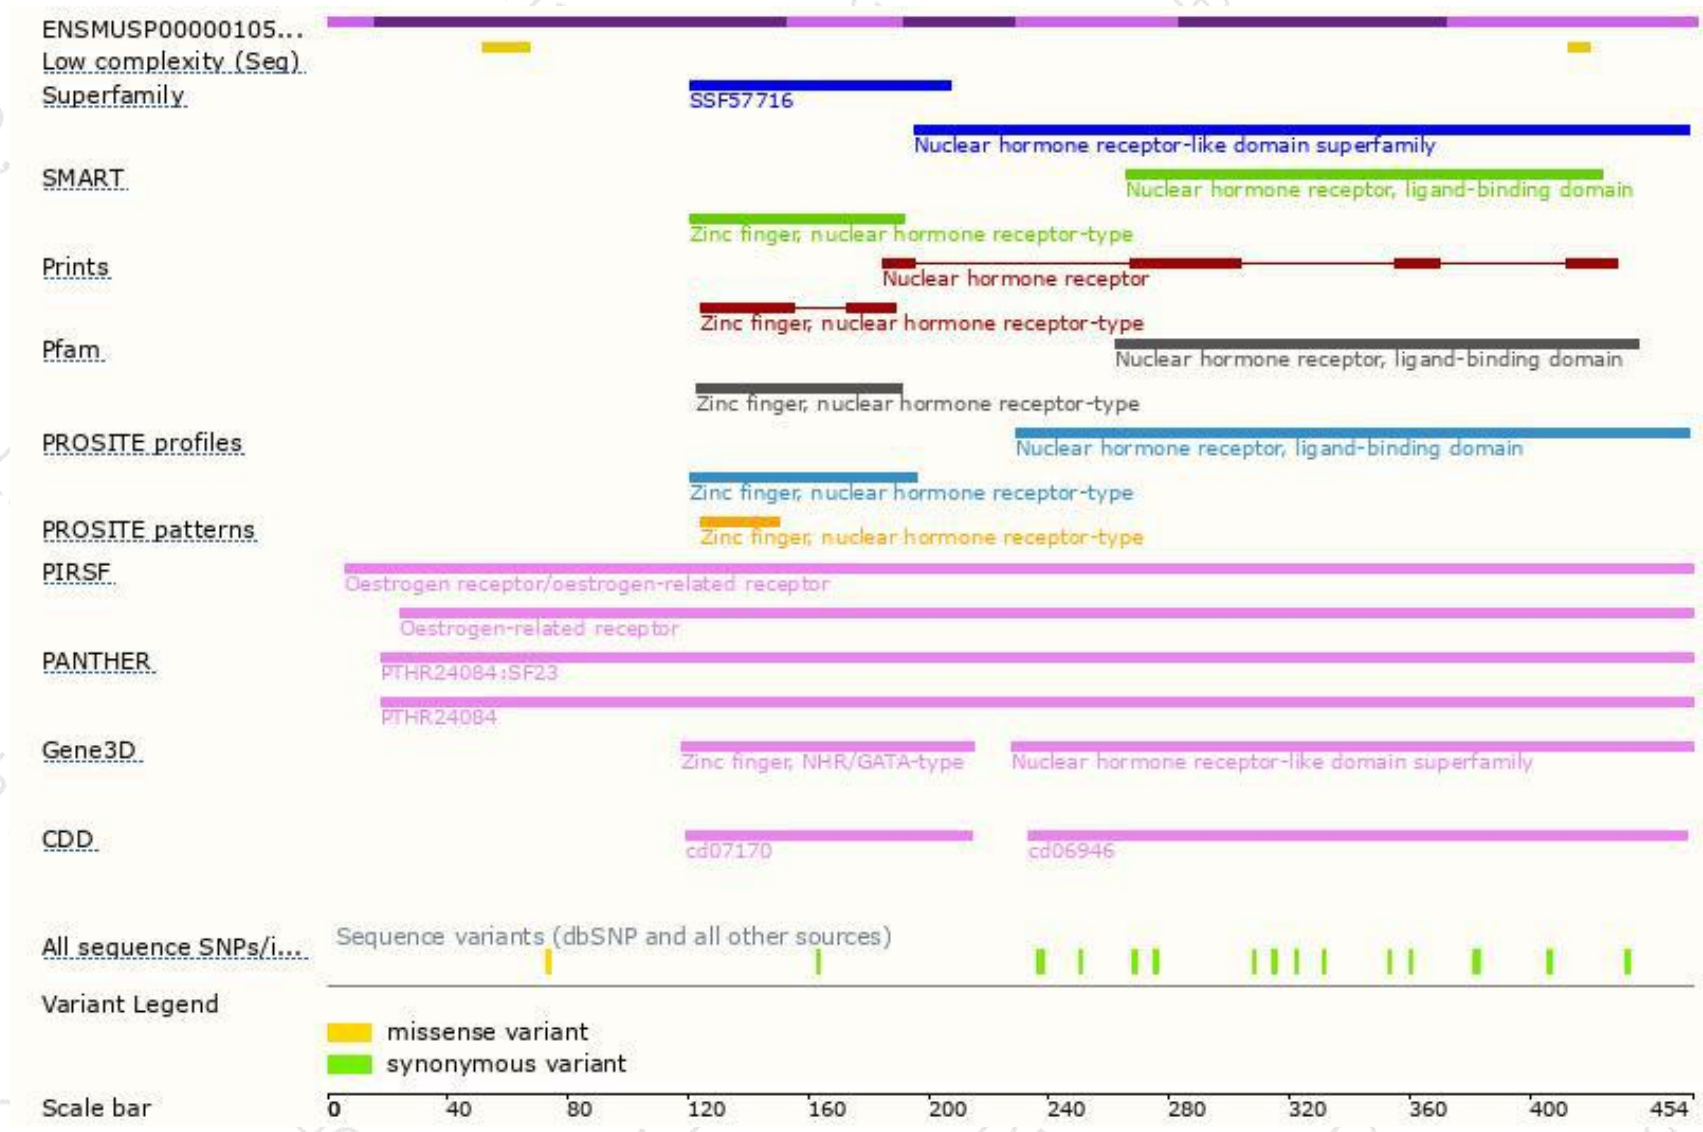 ENSMUSP00000105...
Low complexity (Seg)
Superfamily
SSF57716
Nuclear hormone receptor-like domain superfamily
SMART
Nuclear hormone receptor, ligand-binding domain
Zinc finger, nuclear hormone receptor-type
Prints
Nuclear hormone receptor
Zinc finger, nuclear hormone receptor-type
Pfam
Nuclear hormone receptor, ligand-binding domain
Zinc finger, nuclear hormone receptor-type
PROSITE profiles
Nuclear hormone receptor, ligand-binding domain
Zinc finger, nuclear hormone receptor-type
PROSITE patterns
Zinc finger, nuclear hormone receptor-type
PIRSF
Oestrogen receptor/oestrogen-related receptor
Oestrogen-related receptor
PANTHER
PTHR24084:SF23
PTHR24084
Gene3D
Zinc finger, NHR/GATA-type Nuclear hormone receptor-like domain superfamily
CDD
cd07170 cd06946
All sequence SNPs/i... Sequence variants (dbSNP and all other sources)
Variant Legend
missense variant
synonymous variant
Scale bar 0 40 80 120 160 200 240 280 320 360 400 454